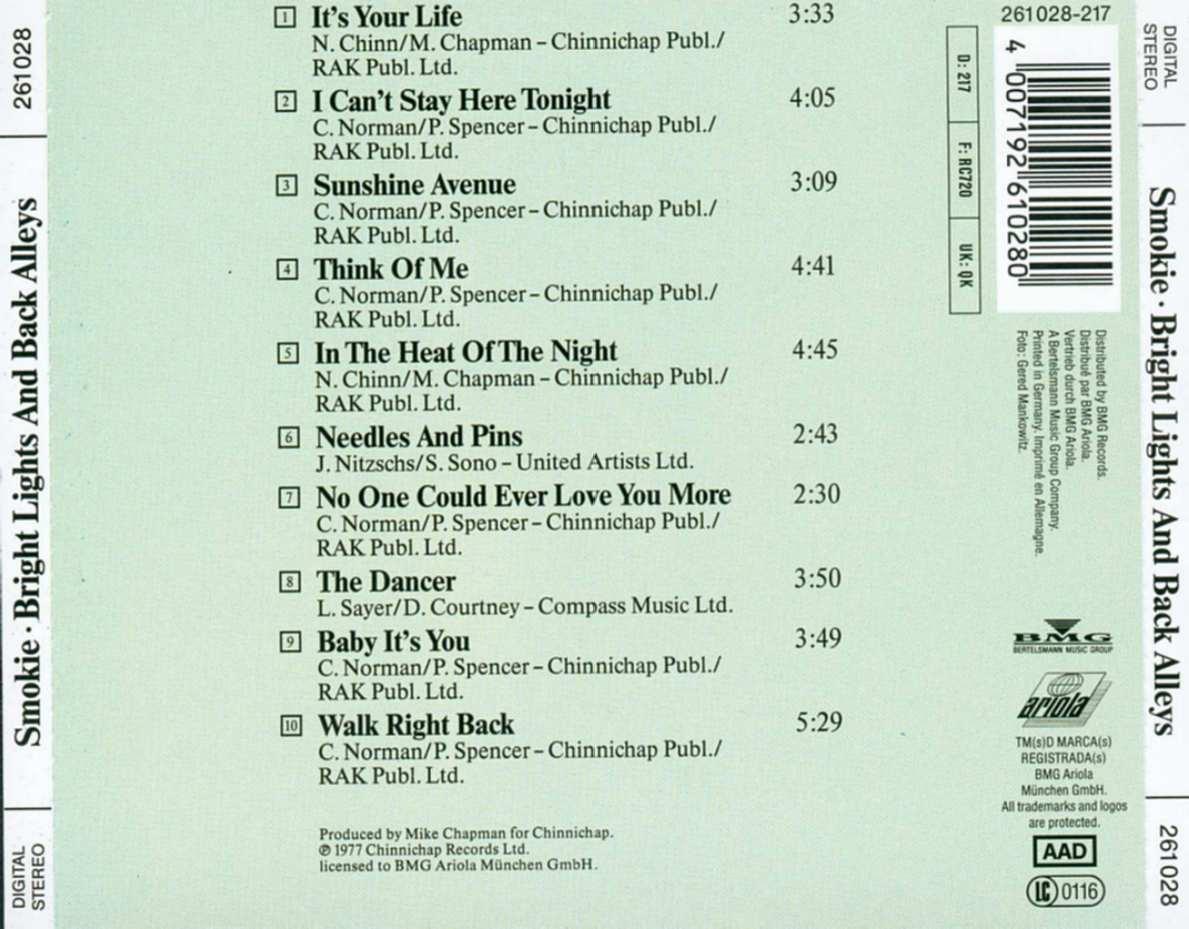 1 It's Your Life 3:33
N. Chinn/M. Chapman – Chinnichap Publ./
RAK Publ. Ltd.
2 I Can't Stay Here Tonight 4:05
C. Norman/P. Spencer – Chinnichap Publ./
RAK Publ. Ltd.
3 Sunshine Avenue 3:09
C. Norman/P. Spencer – Chinnichap Publ./
RAK Publ. Ltd.
4 Think Of Me 4:41
C. Norman/P. Spencer – Chinnichap Publ./
RAK Publ. Ltd.
5 In The Heat Of The Night 4:45
N. Chinn/M. Chapman – Chinnichap Publ./
RAK Publ. Ltd.
6 Needles And Pins 2:43
J. Nitzschs/S. Sono – United Artists Ltd.
7 No One Could Ever Love You More 2:30
C. Norman/P. Spencer – Chinnichap Publ./
RAK Publ. Ltd.
8 The Dancer 3:50
L. Sayer/D. Courtney – Compass Music Ltd.
9 Baby It's You 3:49
C. Norman/P. Spencer – Chinnichap Publ./
RAK Publ. Ltd.
10 Walk Right Back 5:29
C. Norman/P. Spencer – Chinnichap Publ./
RAK Publ. Ltd.
Produced by Mike Chapman for Chinnichap.
℗ 1977 Chinnichap Records Ltd.
licensed to BMG Ariola München GmbH.
261028-217
4 007192 610280
D: 217
F: RC720
UK: QK
Distributed by BMG Records.
Distribué par BMG Ariola.
Vertrieb durch BMG Ariola.
A Bertelsmann Music Group Company.
Printed in Germany. Imprimé en Allemagne.
Foto: Gered Mankowitz.
BMG
BERTELSMANN MUSIC GROUP
ariola
TM(s)D MARCA(s)
REGISTRADA(s)
BMG Ariola
München GmbH.
All trademarks and logos
are protected.
AAD
LC 0116
DIGITAL
STEREO
Smokie · Bright Lights And Back Alleys
261028
DIGITAL
STEREO
Smokie · Bright Lights And Back Alleys
261028